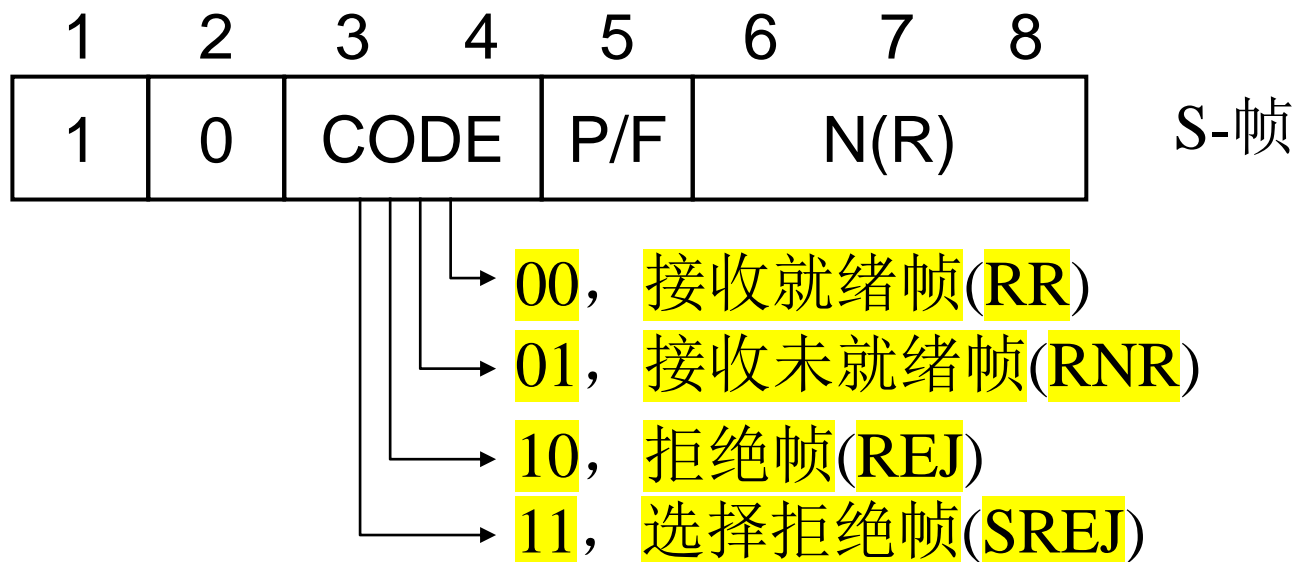 1 2 3 4 5 6 7 8
1 0 CODE P/F N(R) S-帧
00，接收就绪帧(RR)
01，接收未就绪帧(RNR)
10，拒绝帧(REJ)
11，选择拒绝帧(SREJ)